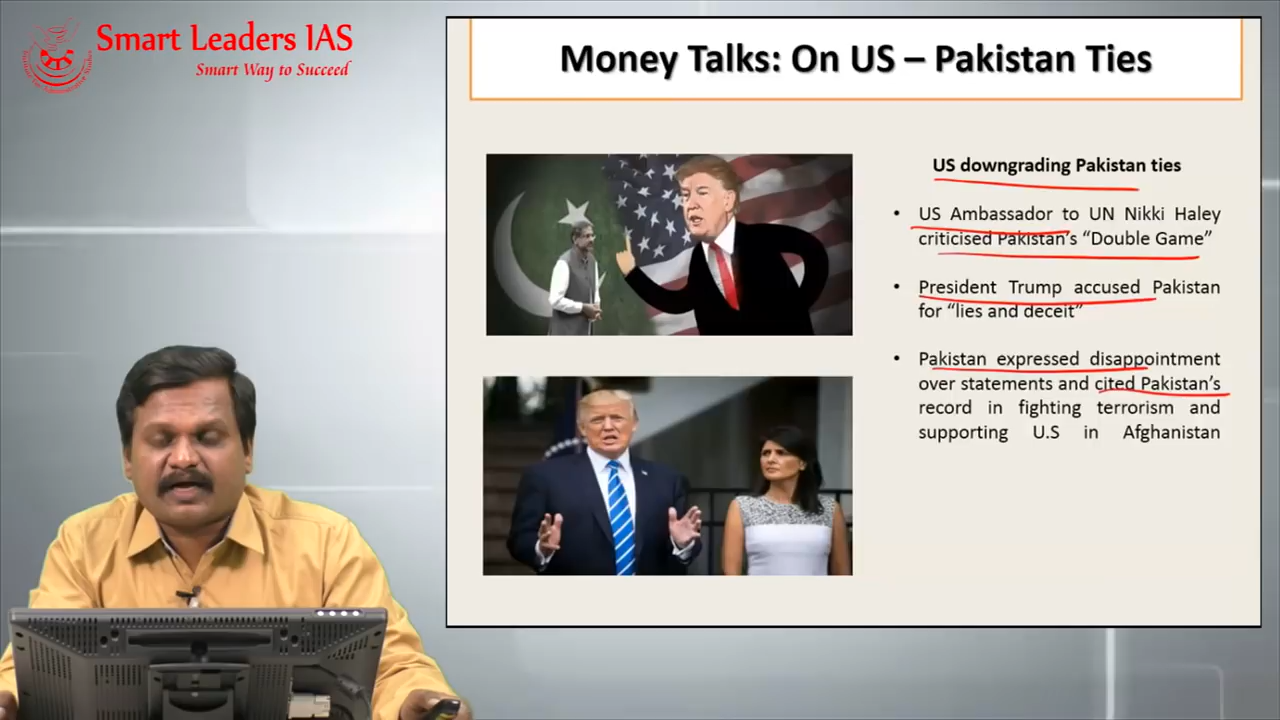 Smart Leaders IAS
Smart Way to Succeed
Money Talks: On US – Pakistan Ties
US downgrading Pakistan ties
• US Ambassador to UN Nikki Haley
criticised Pakistan's “Double Game”
• President Trump accused Pakistan
for “lies and deceit”
• Pakistan expressed disappointment
over statements and cited Pakistan's
record in fighting terrorism and
supporting U.S in Afghanistan